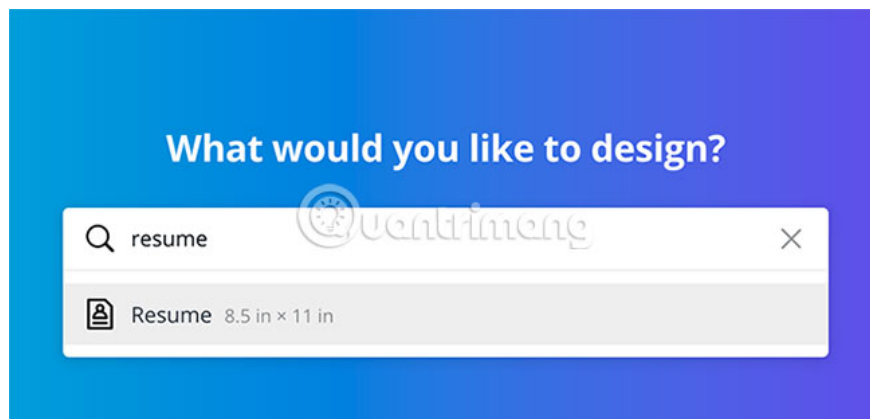 What would you like to design?
resume
Quantrimang
Resume 8.5 in × 11 in